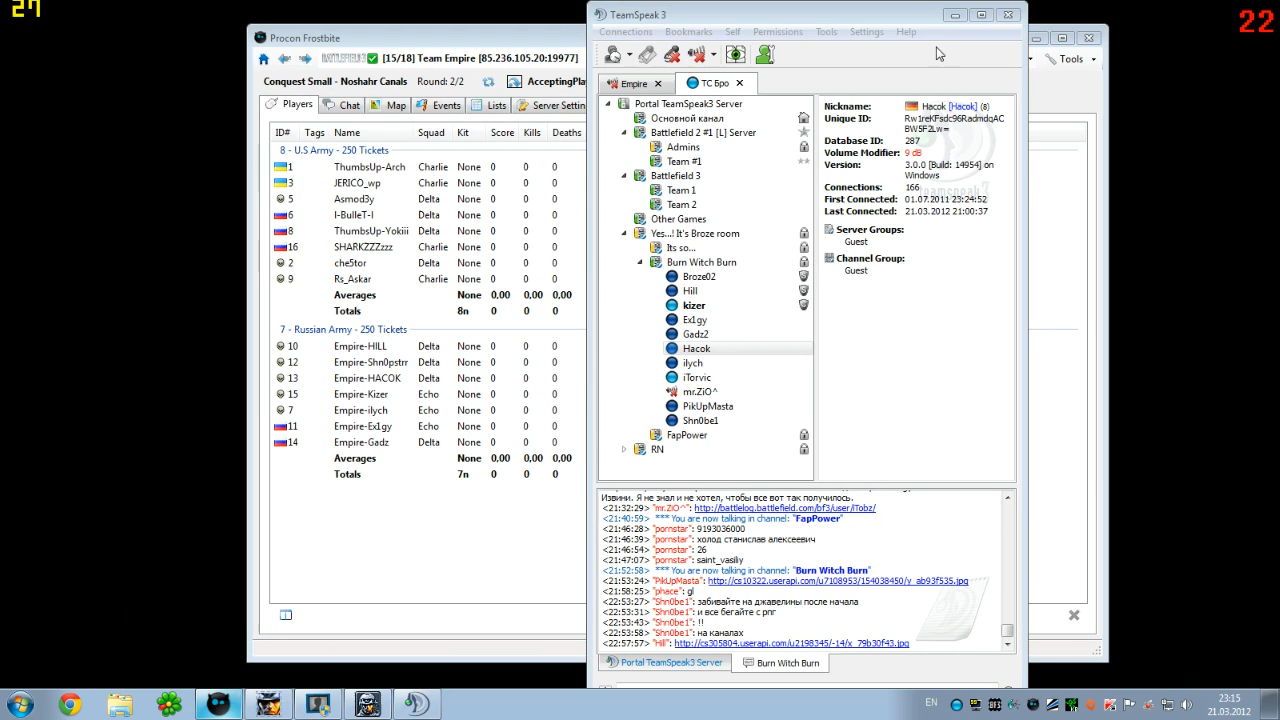 24
22
Procon Frostbite
BATTLEFIELD 3 [15/18] Team Empire [85.236.105.20:19977]
Tools
Conquest Small - Noshahr Canals Round: 2/2 AcceptingPla
Players Chat Map Events Lists Server Settin
ID# Tags Name Squad Kit Score Kills Deaths
8 - U.S Army - 250 Tickets
1 ThumbsUp-Arch Charlie None 0 0 0
3 JERICO_wp Charlie None 0 0 0
5 Asmod3y Delta None 0 0 0
6 I-BulleT-I Delta None 0 0 0
8 ThumbsUp-Yokiii Delta None 0 0 0
16 SHARKZZZzzz Charlie None 0 0 0
2 che5tor Delta None 0 0 0
9 Rs_Askar Charlie None 0 0 0
Averages None 0,00 0,00 0,00
Totals 8n 0 0 0
7 - Russian Army - 250 Tickets
10 Empire-HILL Delta None 0 0 0
12 Empire-Shn0pstrr Delta None 0 0 0
13 Empire-HACOK Delta None 0 0 0
15 Empire-Kizer Echo None 0 0 0
7 Empire-ilych Echo None 0 0 0
11 Empire-Ex1gy Echo None 0 0 0
14 Empire-Gadz Delta None 0 0 0
Averages None 0,00 0,00 0,00
Totals 7n 0 0 0
TeamSpeak 3
Connections Bookmarks Self Permissions Tools Settings Help
Empire ТС Бро
Portal TeamSpeak3 Server
Основной канал
Battlefield 2 #1 [L] Server
Admins
Team #1
Battlefield 3
Team 1
Team 2
Other Games
Yes...! It's Broze room
Its so...
Burn Witch Burn
Broze02
Hill
kizer
Ex1gy
Gadz2
Hacok
ilych
iTorvic
mr.ZiO^
PikUpMasta
Shn0be1
FapPower
RN
Nickname: Hacok [Hacok] (8)
Unique ID: Rw1reKFsdc96RadmdqAC
BW5F2Lw=
Database ID: 287
Volume Modifier: 9 dB
Version: 3.0.0 [Build: 14954] on
Windows
Connections: 166
First Connected: 01.07.2011 23:24:52
Last Connected: 21.03.2012 21:00:37
Server Groups:
Guest
Channel Group:
Guest
teamspeak3
Извини. Я не знал и не хотел, чтобы все вот так получилось.
<21:32:29> "mr.ZiO^": http://battlelog.battlefield.com/bf3/user/iTobz/
<21:40:59> *** You are now talking in channel: "FapPower"
<21:46:28> "pornstar": 9193036000
<21:46:39> "pornstar": холод станислав алексеевич
<21:46:54> "pornstar": 26
<21:47:07> "pornstar": saint_vasiliy
<21:52:58> *** You are now talking in channel: "Burn Witch Burn"
<21:53:24> "PikUpMasta": http://cs10322.userapi.com/u7108953/154038450/y_ab93f535.jpg
<21:58:25> "phace": gl
<22:53:27> "Shn0be1": забивайте на джавелины после начала
<22:53:31> "Shn0be1": и все бегайте с рпг
<22:53:43> "Shn0be1": !!
<22:53:58> "Shn0be1": на каналах
<22:57:57> "Hill": http://cs305804.userapi.com/u2198345/-14/x_79b30f43.jpg
Portal TeamSpeak3 Server Burn Witch Burn
EN
23:15
21.03.2012